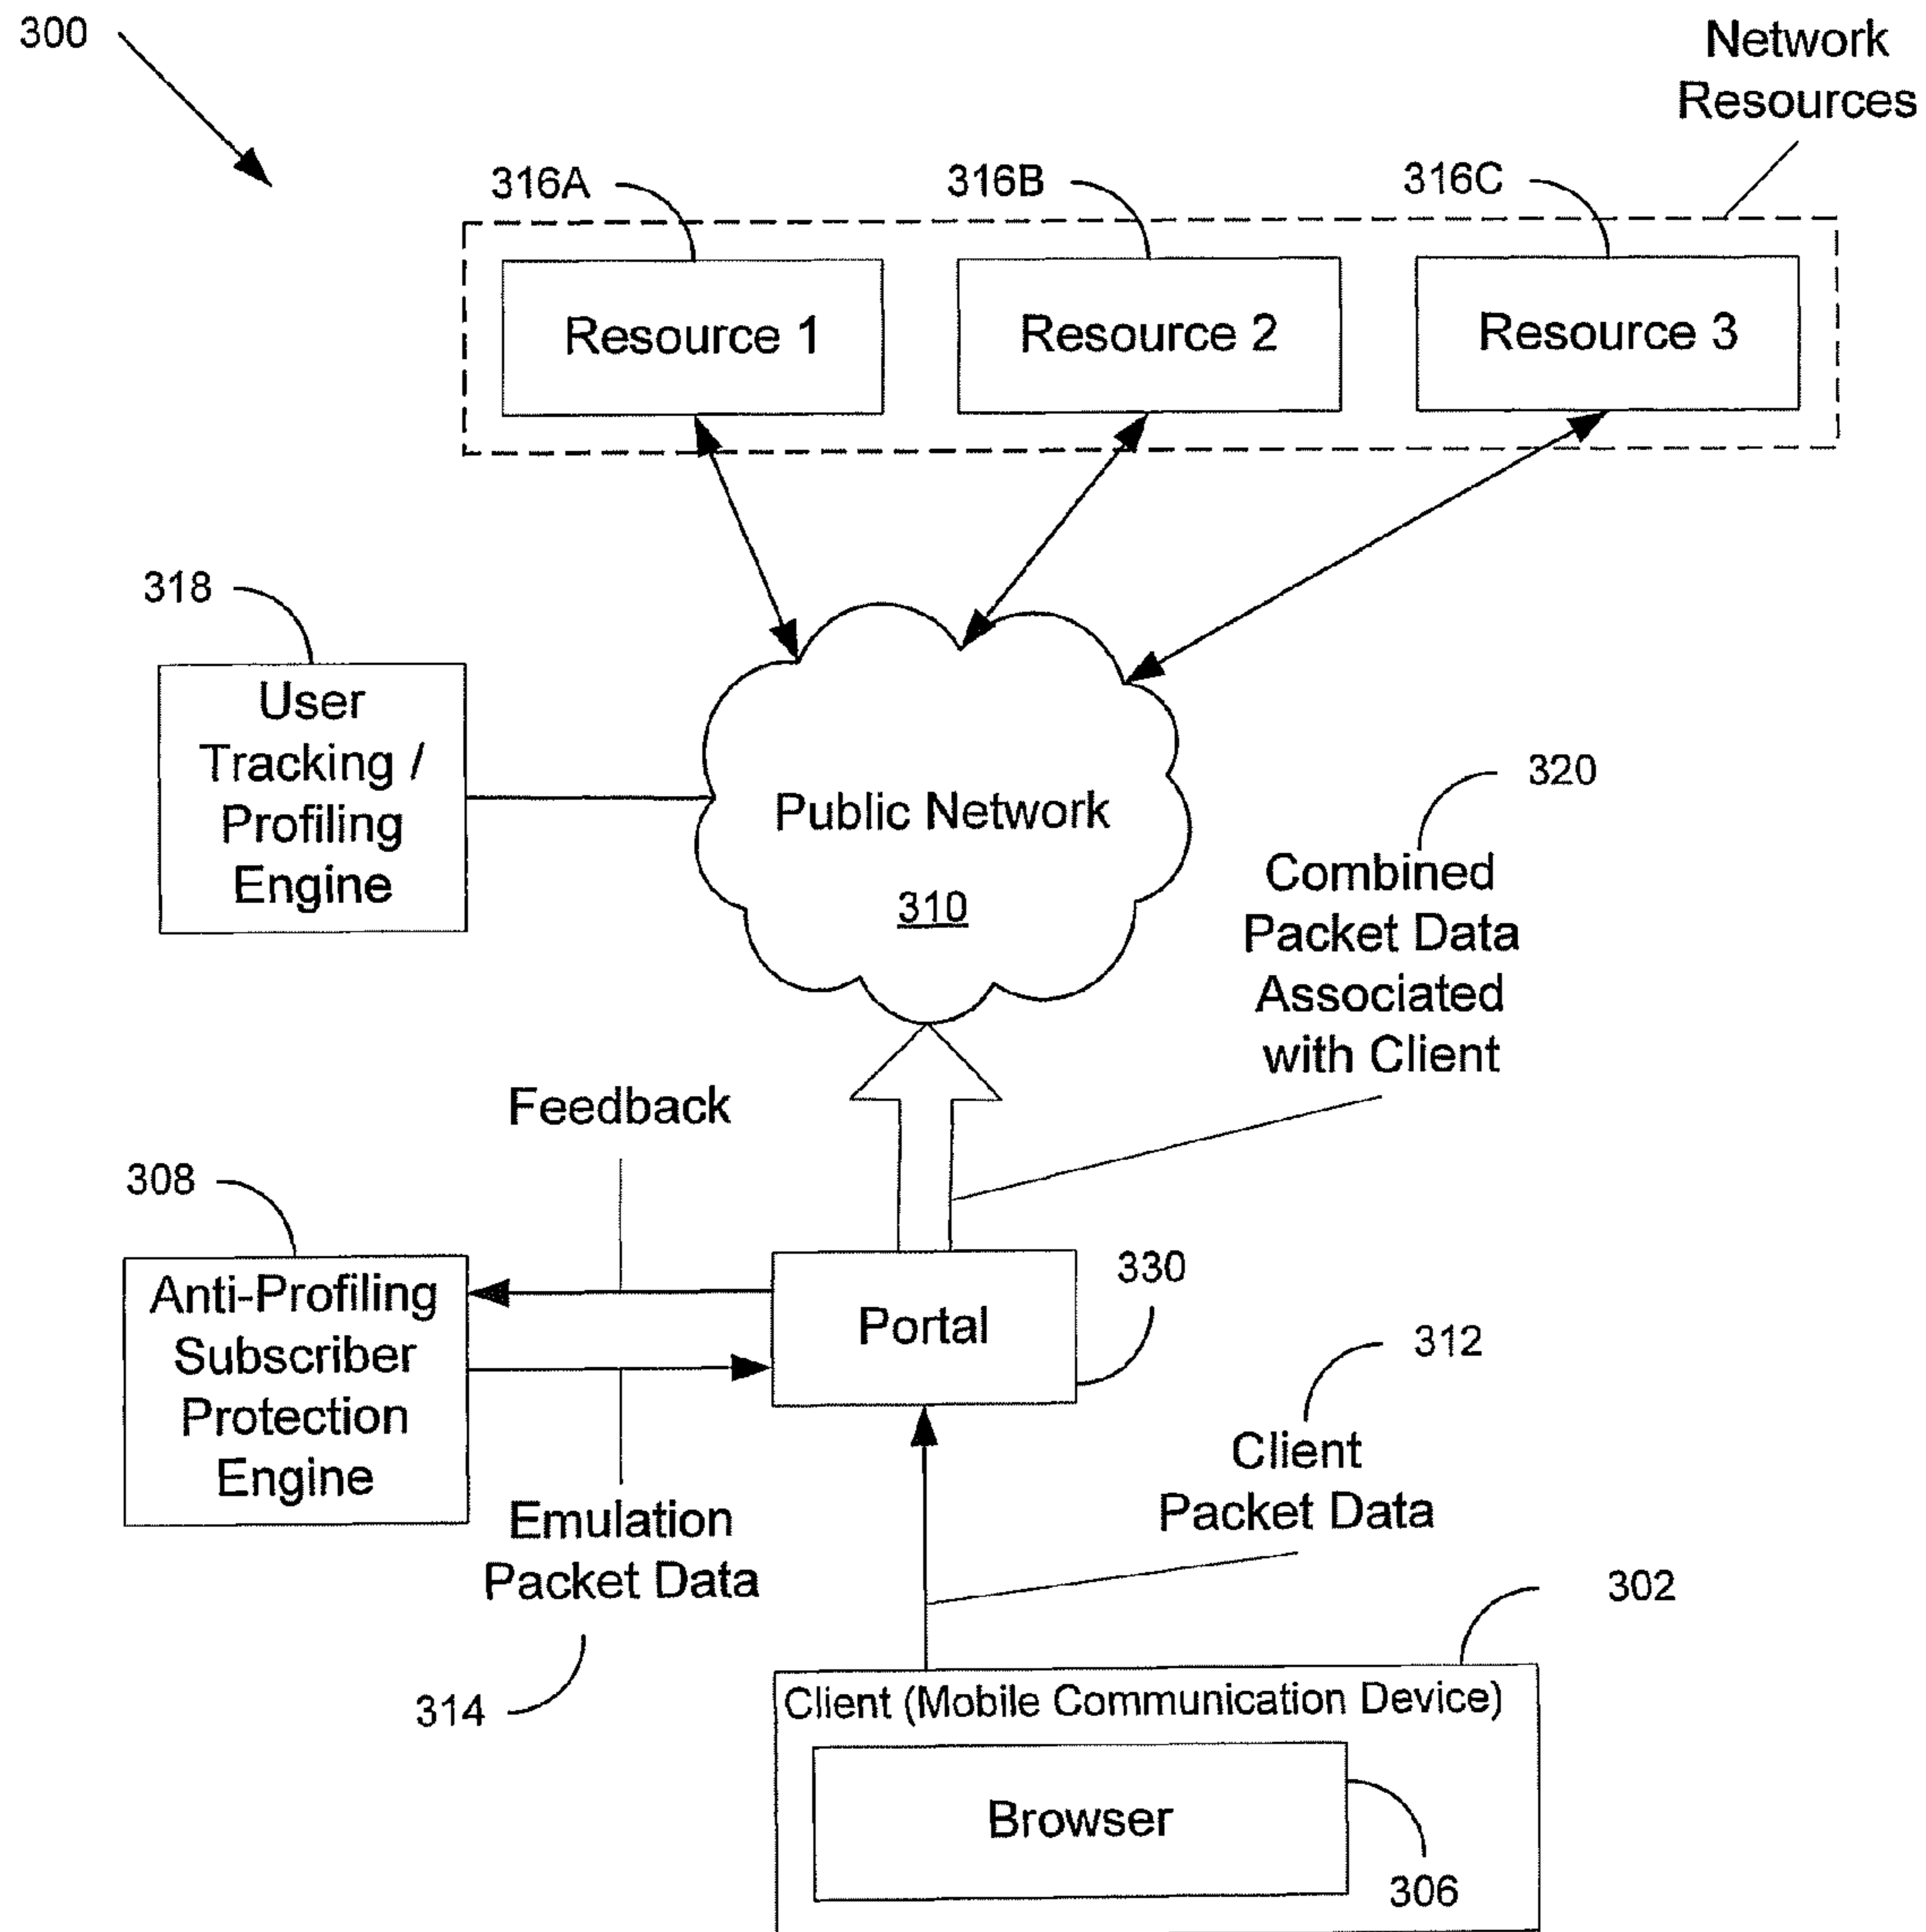 300
Network
Resources
316A
316B
316C
Resource 1
Resource 2
Resource 3
318
User
Tracking /
Profiling
Engine
Public Network
310
320
Combined
Packet Data
Associated
with Client
Feedback
308
Anti-Profiling
Subscriber
Protection
Engine
Portal
330
312
Client
Packet Data
Emulation
Packet Data
314
302
Client (Mobile Communication Device)
Browser
306